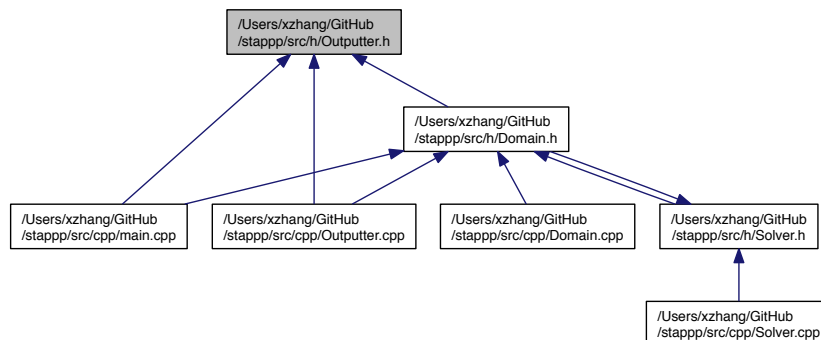 /Users/xzhang/GitHub
/stappp/src/h/Outputter.h
/Users/xzhang/GitHub
/stappp/src/h/Domain.h
/Users/xzhang/GitHub
/stappp/src/cpp/main.cpp
/Users/xzhang/GitHub
/stappp/src/cpp/Outputter.cpp
/Users/xzhang/GitHub
/stappp/src/cpp/Domain.cpp
/Users/xzhang/GitHub
/stappp/src/h/Solver.h
/Users/xzhang/GitHub
/stappp/src/cpp/Solver.cpp